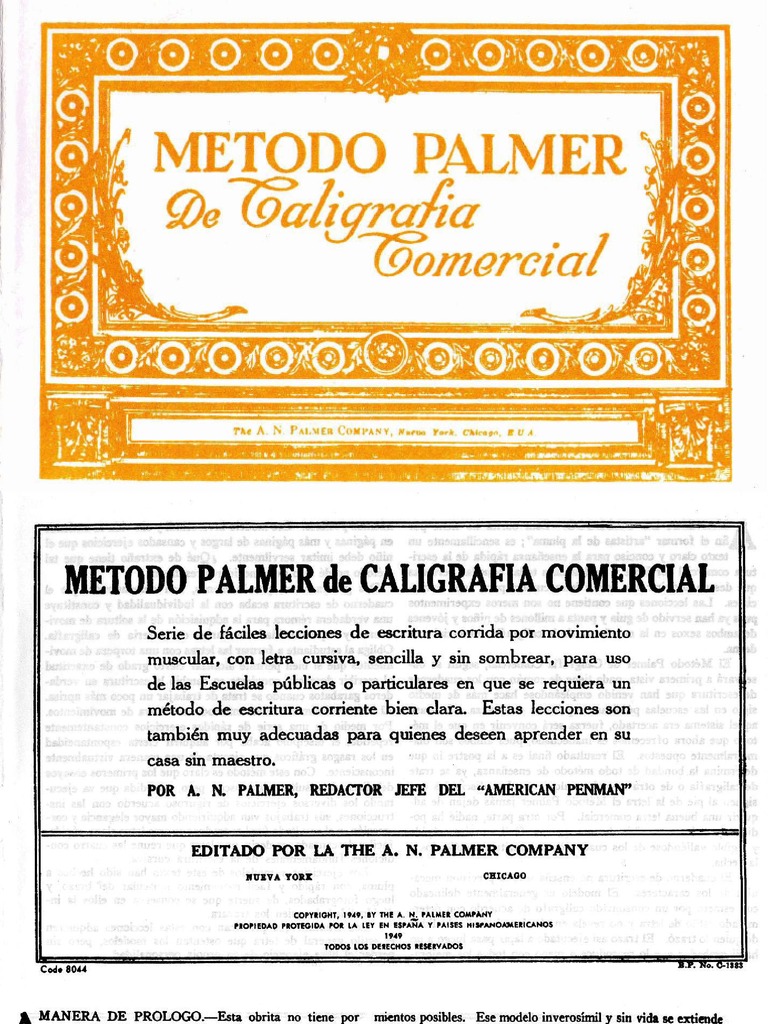 METODO PALMER
De Caligrafia
Comercial
The A. N. PALMER COMPANY, Nueva York, Chicago, E U A.
METODO PALMER de CALIGRAFIA COMERCIAL
Serie de fáciles lecciones de escritura corrida por movimiento
muscular, con letra cursiva, sencilla y sin sombrear, para uso
de las Escuelas públicas o particulares en que se requiera un
método de escritura corriente bien clara. Estas lecciones son
también muy adecuadas para quienes deseen aprender en su
casa sin maestro.
POR A. N. PALMER, REDACTOR JEFE DEL "AMERICAN PENMAN"
EDITADO POR LA THE A. N. PALMER COMPANY
NUEVA YORK CHICAGO
COPYRIGHT, 1949, BY THE A. N. PALMER COMPANY
PROPIEDAD PROTEGIDA POR LA LEY EN ESPAÑA Y PAISES HISPANOAMERICANOS
1949
TODOS LOS DERECHOS RESERVADOS
Code 8044 B.P. No. C-1383
A MANERA DE PROLOGO.—Esta obrita no tiene por mientos posibles. Ese modelo inverosímil y sin vida se extiende